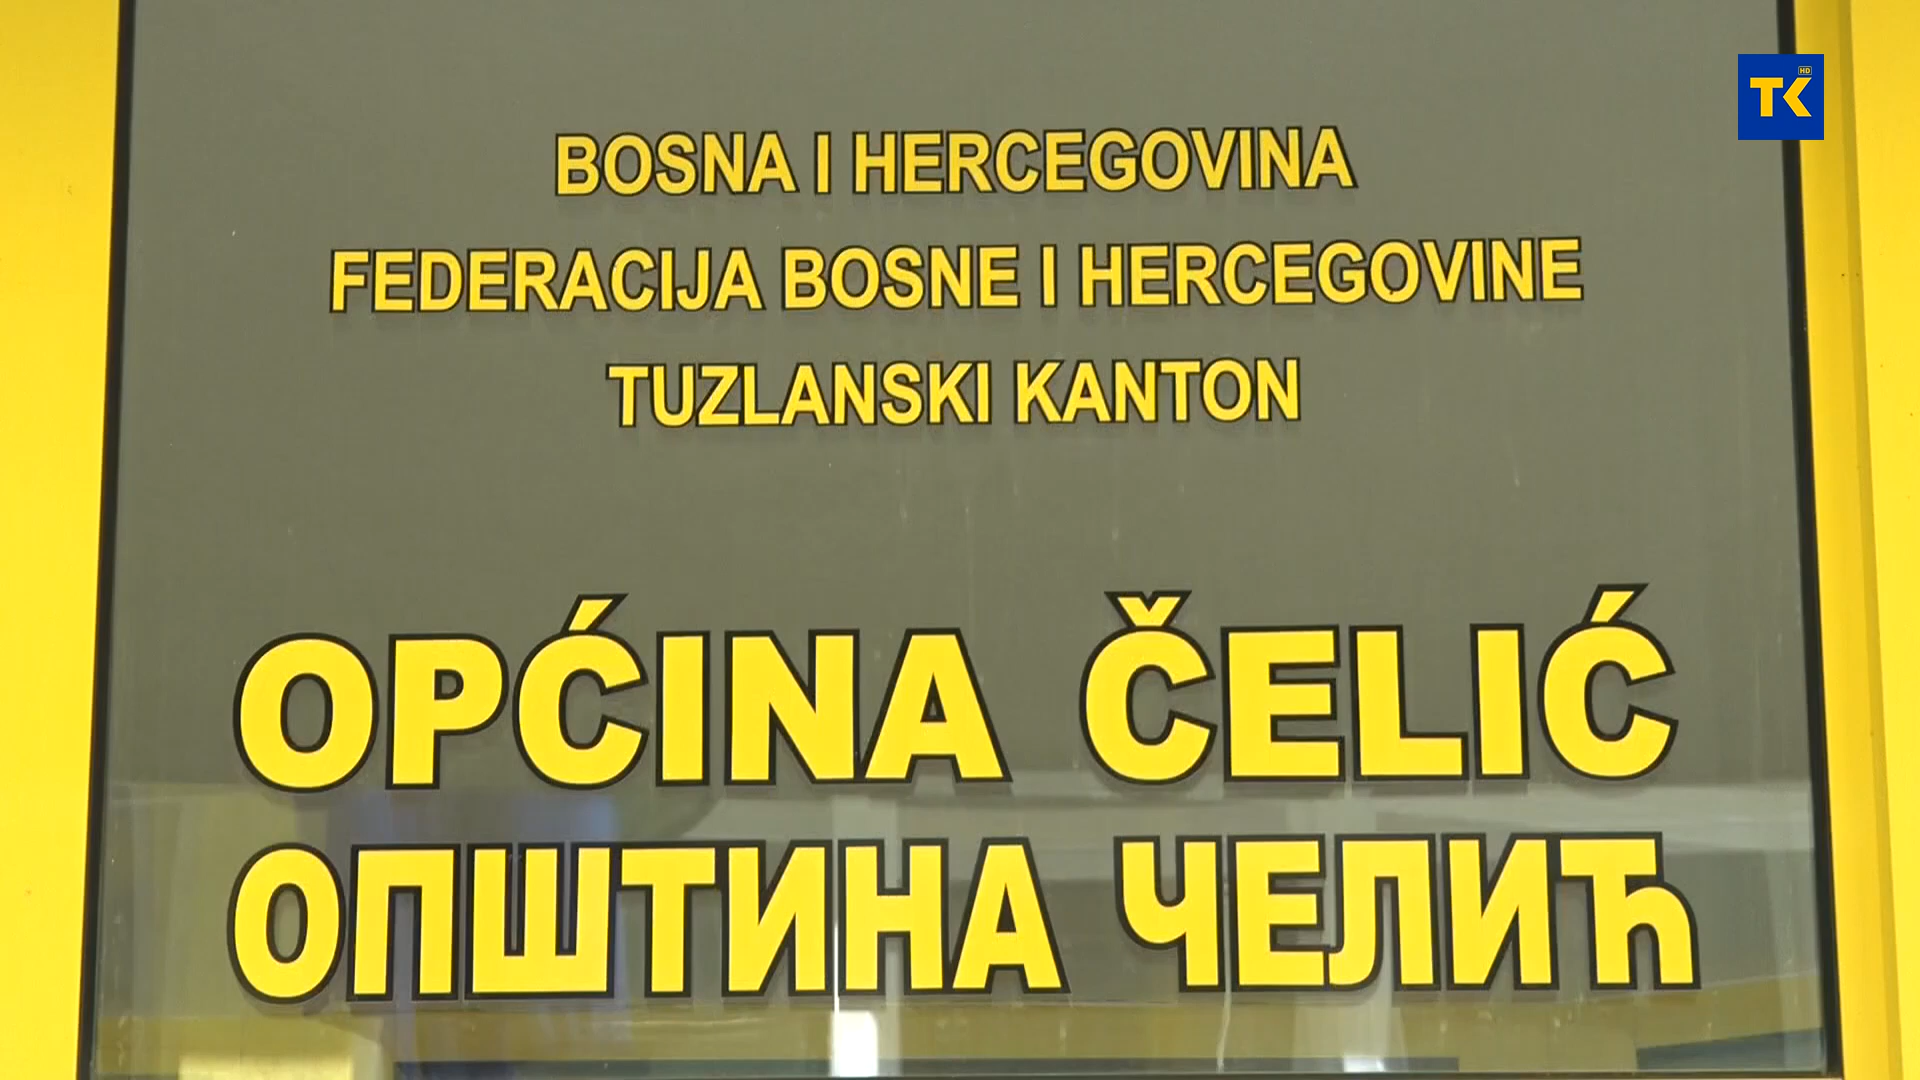 TK HD
BOSNA I HERCEGOVINA
FEDERACIJA BOSNE I HERCEGOVINE
TUZLANSKI KANTON
OPĆINA ČELIĆ
ОПШТИНА ЧЕЛИЋ